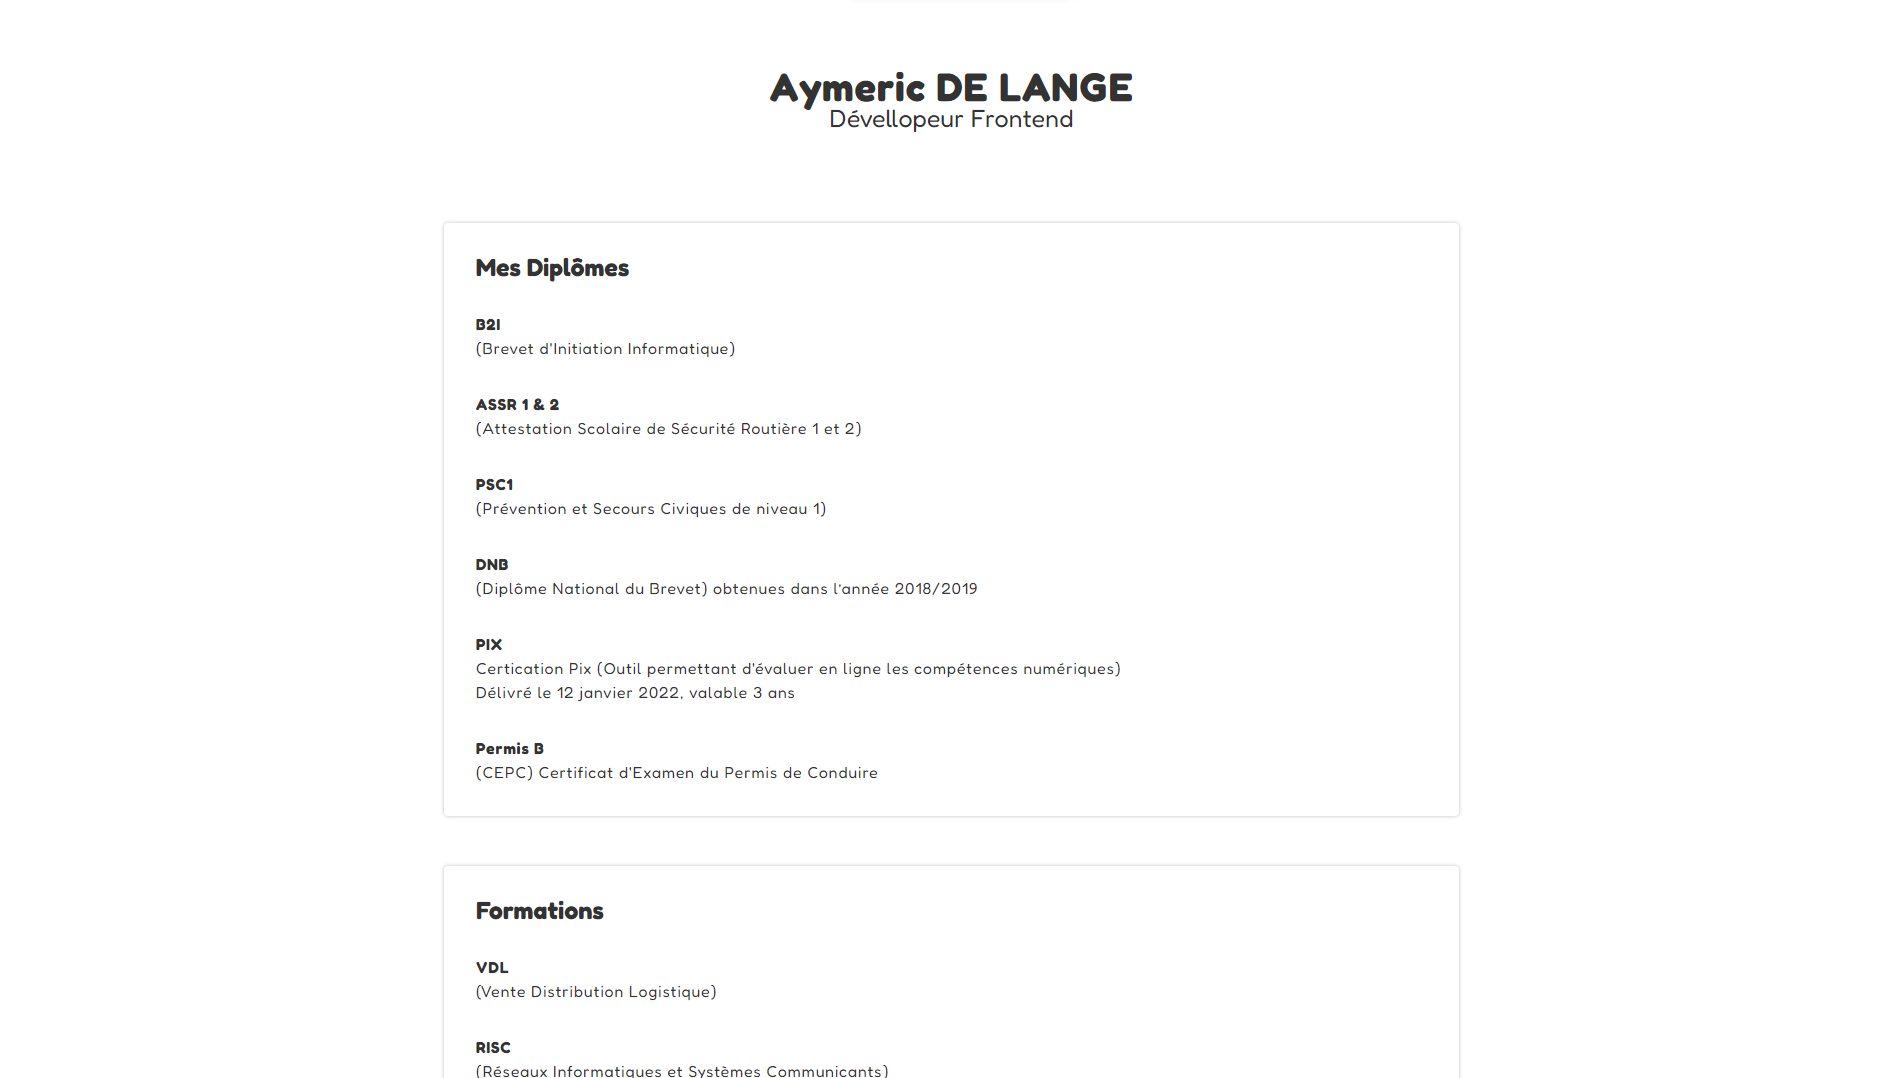 Aymeric DE LANGE
Dévellopeur Frontend
Mes Diplômes
B2I
(Brevet d'Initiation Informatique)
ASSR 1 & 2
(Attestation Scolaire de Sécurité Routière 1 et 2)
PSC1
(Prévention et Secours Civiques de niveau 1)
DNB
(Diplôme National du Brevet) obtenues dans l'année 2018/2019
PIX
Certication Pix (Outil permettant d'évaluer en ligne les compétences numériques)
Délivré le 12 janvier 2022, valable 3 ans
Permis B
(CEPC) Certificat d'Examen du Permis de Conduire
Formations
VDL
(Vente Distribution Logistique)
RISC
(Réseaux Informatiques et Systèmes Communicants)